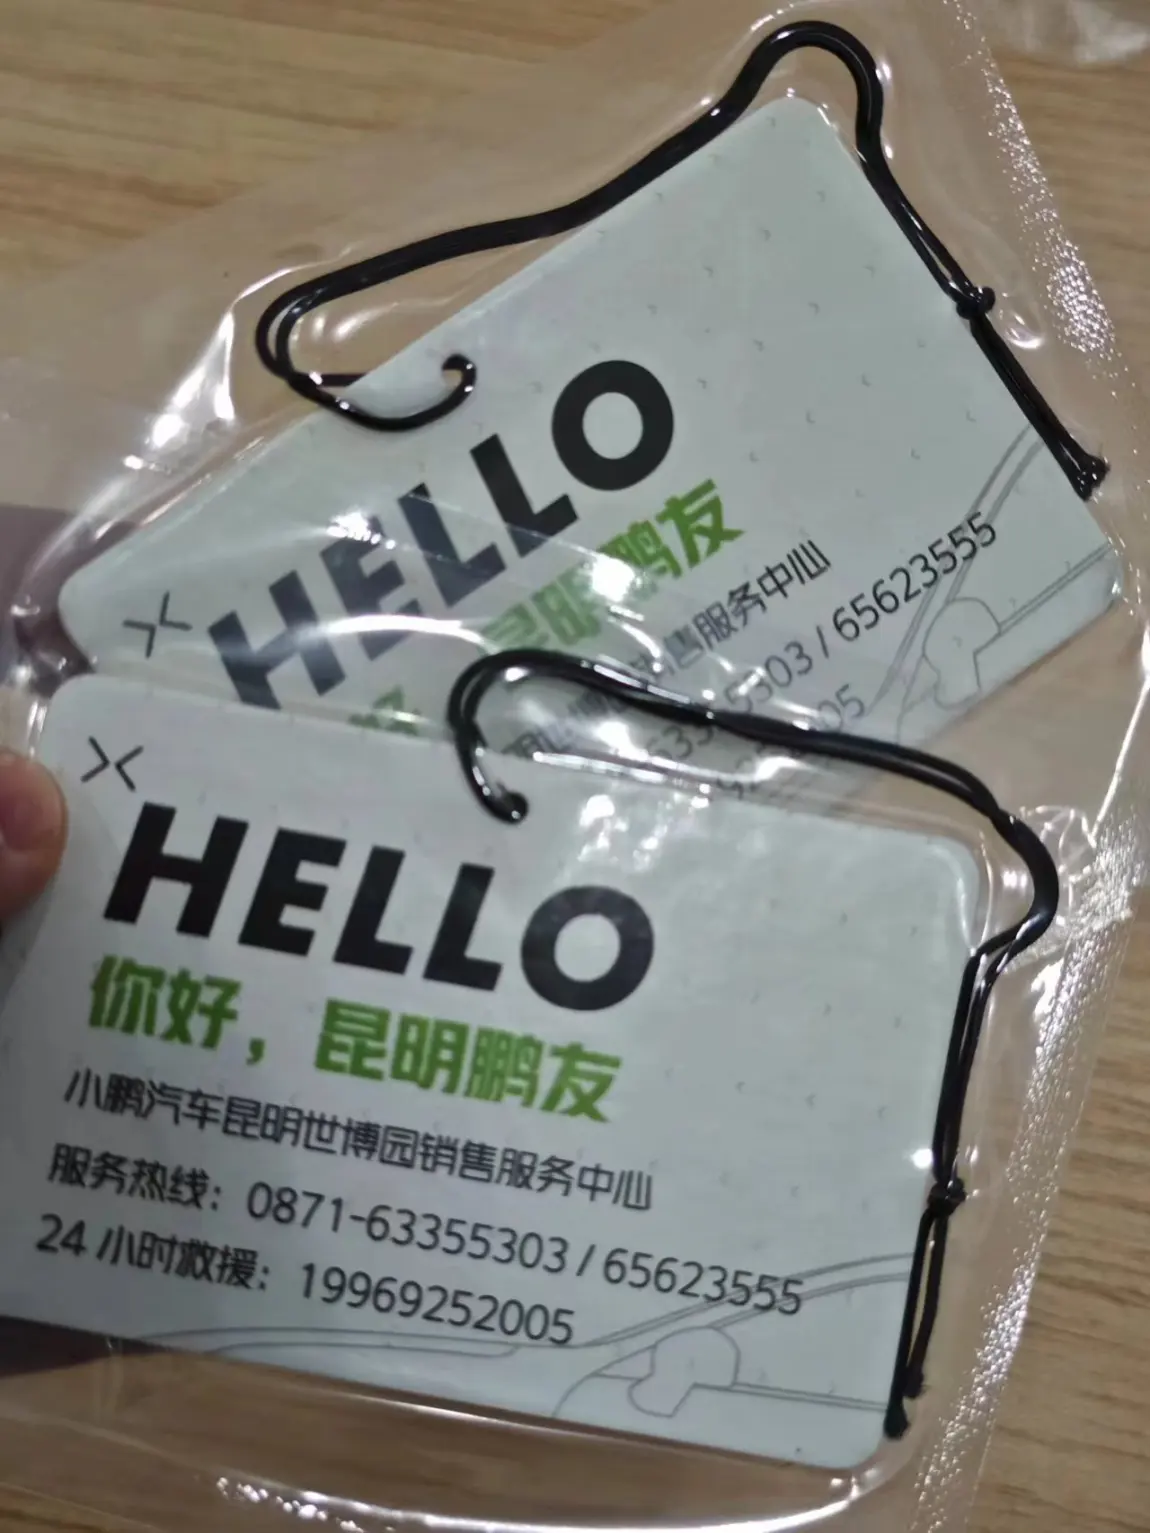 HELLO
昆明鹏友
售服务中心
303 / 65623555
HELLO
你好，昆明鹏友
小鹏汽车昆明世博园销售服务中心
服务热线：0871-63355303 / 65623555
24 小时救援：19969252005